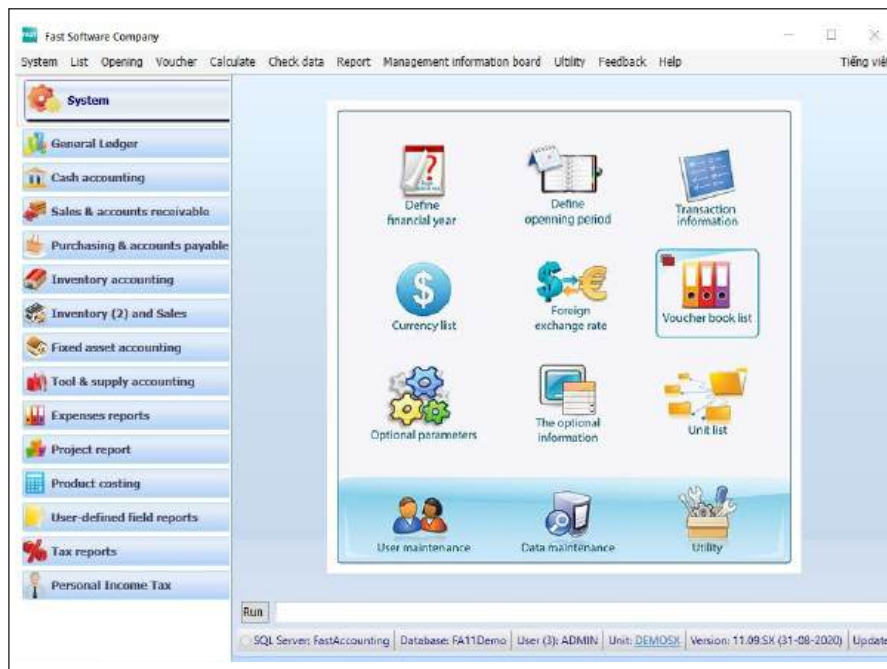 FAST Fast Software Company
System List Opening Voucher Calculate Check data Report Management information board Ultility Feedback Help Tiếng việ
System
General Ledger
Cash accounting
Sales & accounts receivable
Purchasing & accounts payable
Inventory accounting
Inventory (2) and Sales
Fixed asset accounting
Tool & supply accounting
Expenses reports
Project report
Product costing
User-defined field reports
Tax reports
Personal Income Tax
Define
financial year
Define
openning period
Transaction
information
Currency list
Foreign
exchange rate
Voucher book list
Optional parameters
The optional
information
Unit list
User maintenance
Data maintenance
Utility
Run
SQL Server: FastAccounting Database: FA11Demo User (3): ADMIN Unit: DEMOSX Version: 11.09.SX (31-08-2020) Update